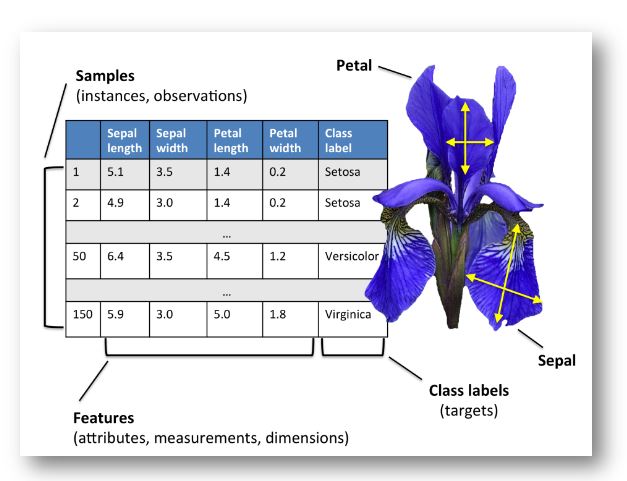 Samples
(instances, observations)
Petal
Sepal length Sepal width Petal length Petal width Class label
1 5.1 3.5 1.4 0.2 Setosa
2 4.9 3.0 1.4 0.2 Setosa
...
50 6.4 3.5 4.5 1.2 Versicolor
...
150 5.9 3.0 5.0 1.8 Virginica
Sepal
Class labels
(targets)
Features
(attributes, measurements, dimensions)